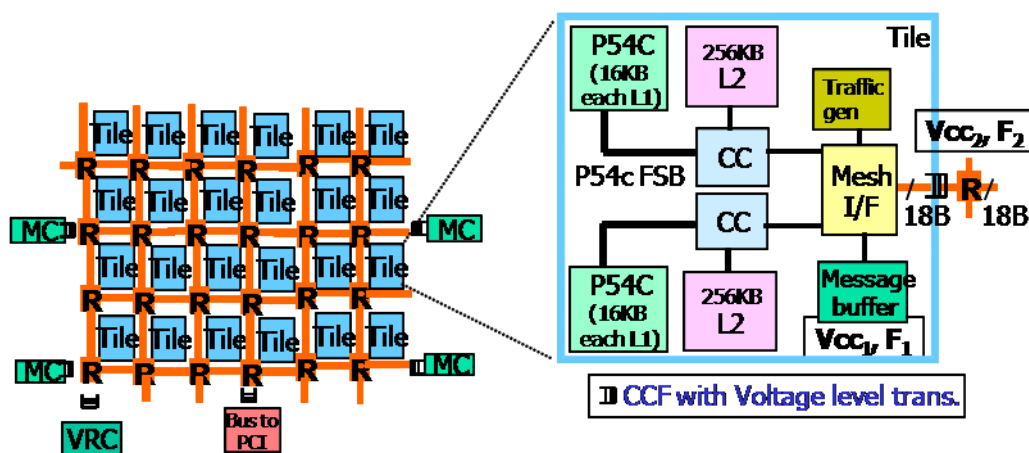 Tile Tile Tile Tile Tile Tile
R R R R R R
Tile Tile Tile Tile Tile Tile
MC R R R R R R MC
Tile Tile Tile Tile Tile Tile
R R R R R R
Tile Tile Tile Tile Tile Tile
MC R P R R R R MC
VRC
Bus to
PCI
Tile
P54C
(16KB
each L1)
256KB
L2
Traffic
gen
CC
P54c FSB
Mesh
I/F
Vcc2, F2
R
18B
18B
CC
P54C
(16KB
each L1)
256KB
L2
Message
buffer
Vcc1, F1
CCF with Voltage level trans.